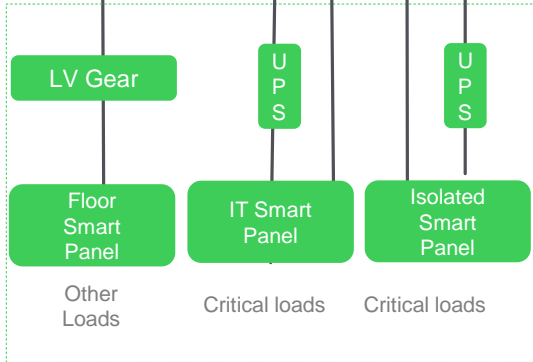 LV Gear
U
P
S
U
P
S
Floor
Smart
Panel
IT Smart
Panel
Isolated
Smart
Panel
Other
Loads
Critical loads
Critical loads